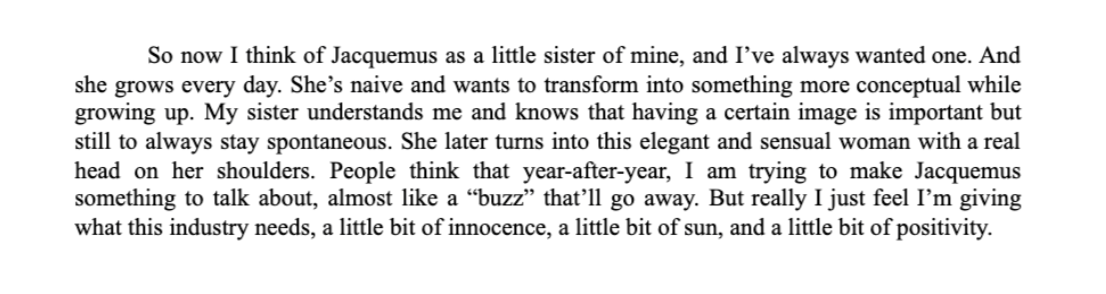 So now I think of Jacquemus as a little sister of mine, and I’ve always wanted one. And
she grows every day. She’s naive and wants to transform into something more conceptual while
growing up. My sister understands me and knows that having a certain image is important but
still to always stay spontaneous. She later turns into this elegant and sensual woman with a real
head on her shoulders. People think that year-after-year, I am trying to make Jacquemus
something to talk about, almost like a “buzz” that’ll go away. But really I just feel I’m giving
what this industry needs, a little bit of innocence, a little bit of sun, and a little bit of positivity.